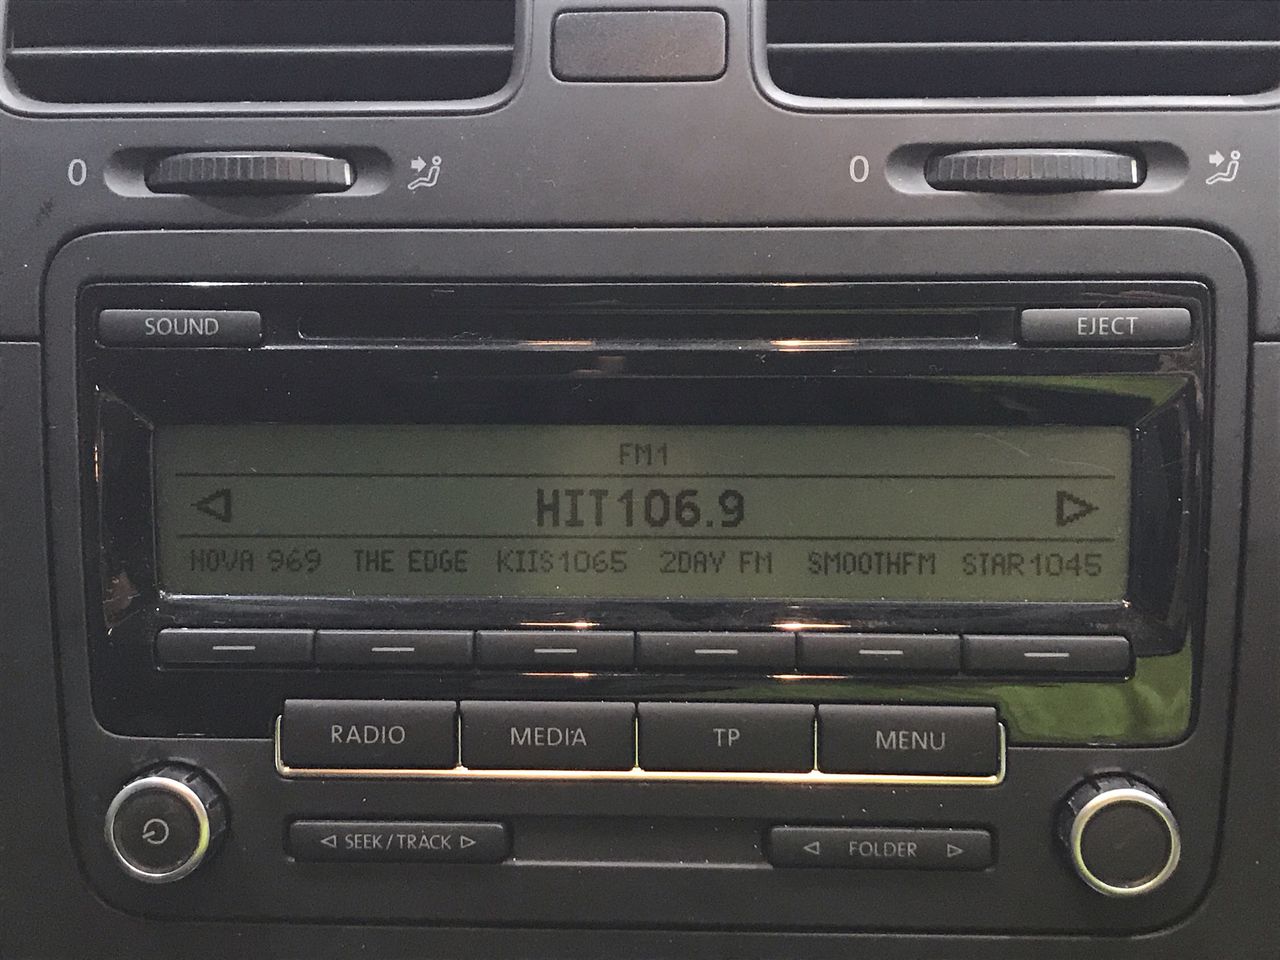 0 0
SOUND EJECT
FM1
HIT106.9
NOVA 969 THE EDGE KIIS1065 2DAY FM SMOOTHFM STAR1045
RADIO MEDIA TP MENU
SEEK / TRACK FOLDER